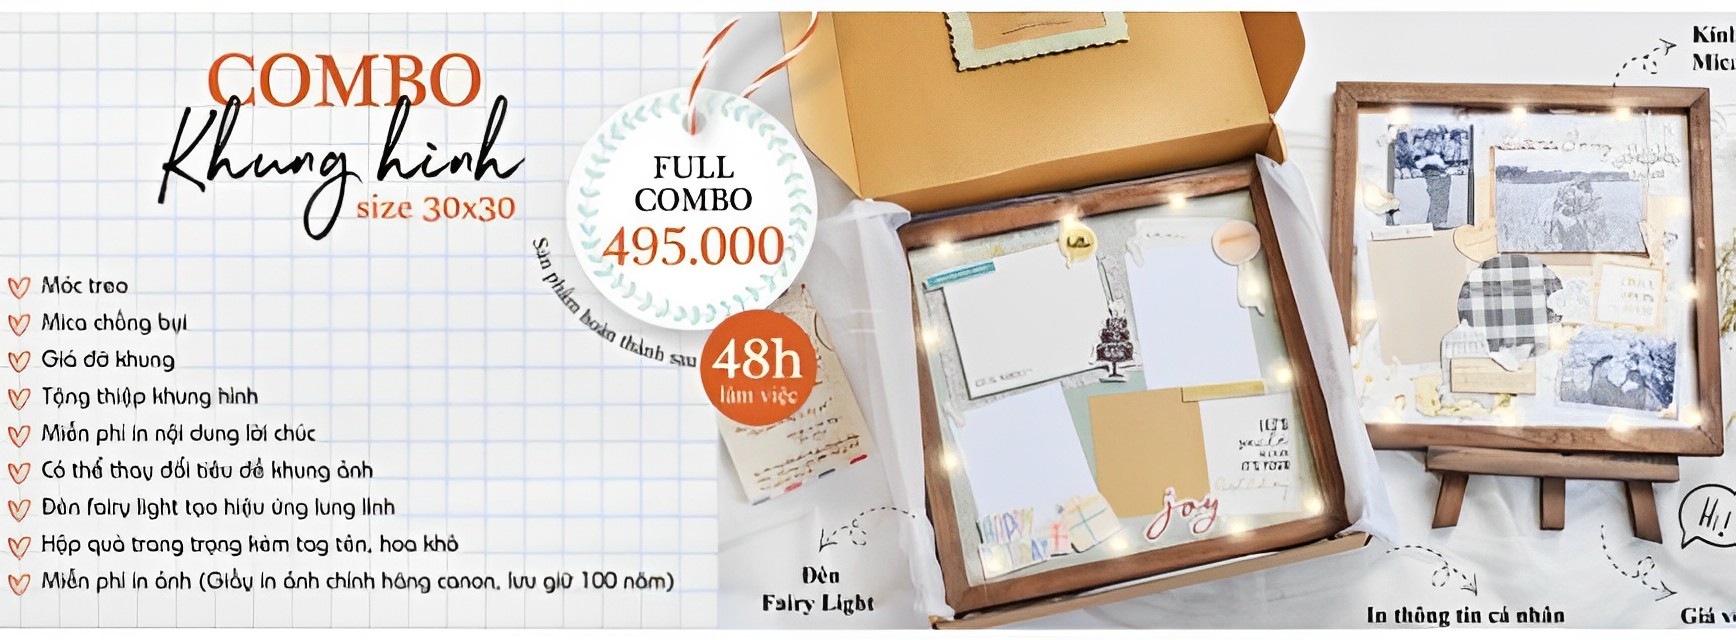 COMBO
Khung hình
size 30x30
Móc treo
Mica chống bụi
Giá đỡ khung
Tặng thiệp khung hình
Miễn phí in nội dung lời chúc
Có thể thay đổi tiêu đề khung ảnh
Đèn fairy light tạo hiệu ứng lung linh
Hộp quà trang trọng kèm tag tên, hoa khô
Miễn phí in ảnh (Giấy in ảnh chính hãng canon, lưu giữ 100 năm)
FULL
COMBO
495.000
Sản phẩm hoàn thành sau
48h
làm việc
joy
Đèn
Fairy Light
In thông tin cá nhân
Hi!